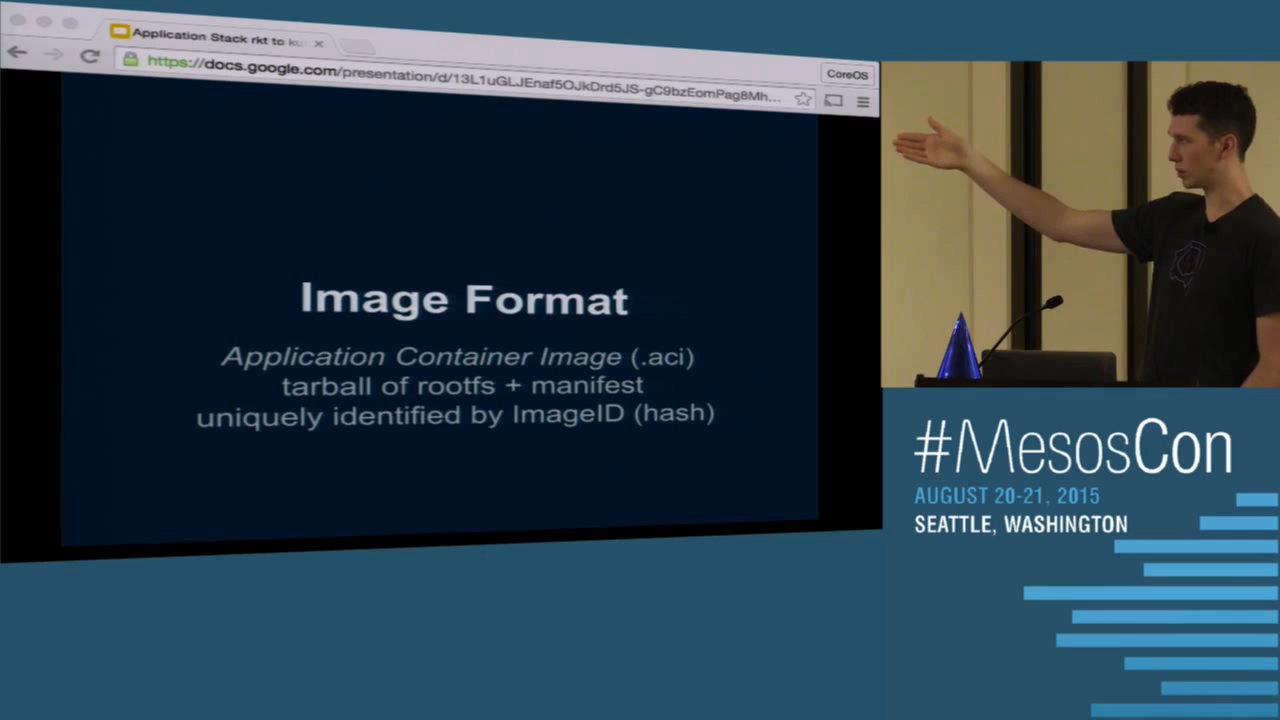 Application Stack rkt to ku
https://docs.google.com/presentation/d/13L1uGLJEnaf5OJkDrd5JS-gC9bzEomPag8Mh...
CoreOS
Image Format
Application Container Image (.aci)
tarball of rootfs + manifest
uniquely identified by ImageID (hash)
#MesosCon
AUGUST 20-21, 2015
SEATTLE, WASHINGTON